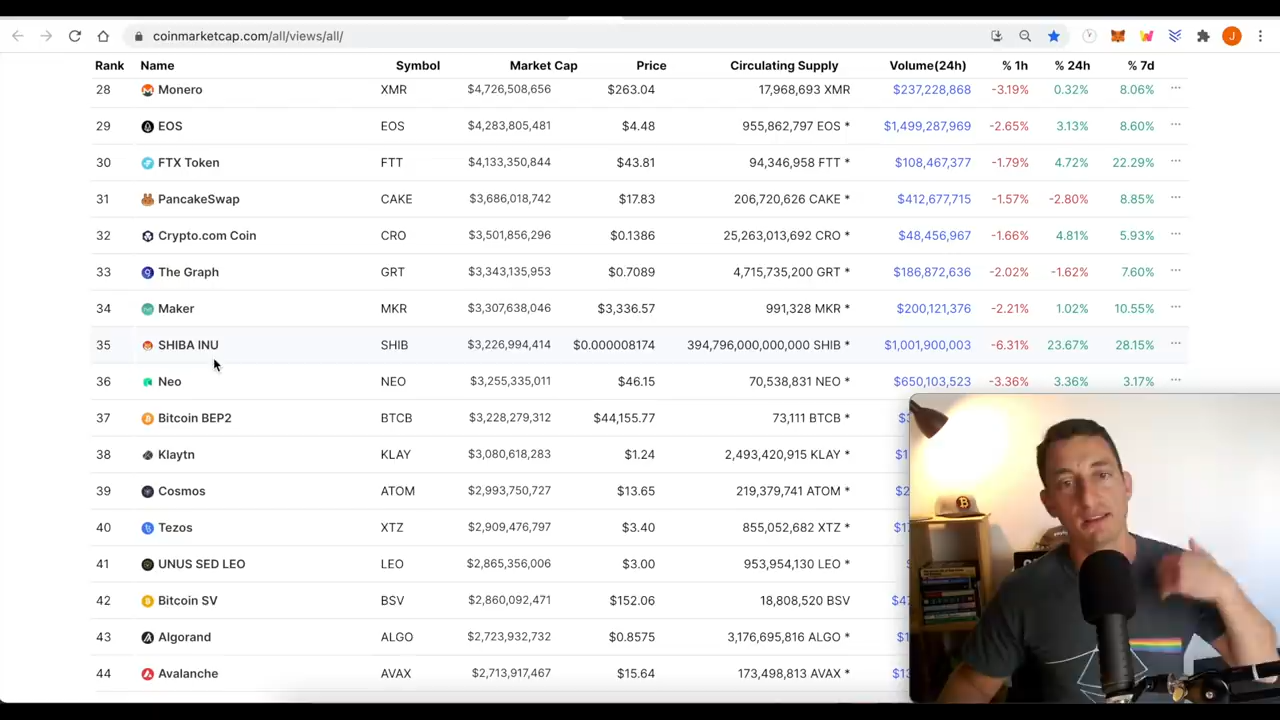 coinmarketcap.com/all/views/all/
J
Rank Name Symbol Market Cap Price Circulating Supply Volume(24h) % 1h % 24h % 7d
28 Monero XMR $4,726,508,656 $263.04 17,968,693 XMR $237,228,868 -3.19% 0.32% 8.06% ...
29 EOS EOS $4,283,805,481 $4.48 955,862,797 EOS * $1,499,287,969 -2.65% 3.13% 8.60% ...
30 FTX Token FTT $4,133,350,844 $43.81 94,346,958 FTT * $108,467,377 -1.79% 4.72% 22.29% ...
31 PancakeSwap CAKE $3,686,018,742 $17.83 206,720,626 CAKE * $412,677,715 -1.57% -2.80% 8.85% ...
32 Crypto.com Coin CRO $3,501,856,296 $0.1386 25,263,013,692 CRO * $48,456,967 -1.66% 4.81% 5.93% ...
33 The Graph GRT $3,343,135,953 $0.7089 4,715,735,200 GRT * $186,872,636 -2.02% -1.62% 7.60% ...
34 Maker MKR $3,307,638,046 $3,336.57 991,328 MKR * $200,121,376 -2.21% 1.02% 10.55% ...
35 SHIBA INU SHIB $3,226,994,414 $0.000008174 394,796,000,000,000 SHIB * $1,001,900,003 -6.31% 23.67% 28.15% ...
36 Neo NEO $3,255,335,011 $46.15 70,538,831 NEO * $650,103,523 -3.36% 3.36% 3.17% ...
37 Bitcoin BEP2 BTCB $3,228,279,312 $44,155.77 73,111 BTCB *
38 Klaytn KLAY $3,080,618,283 $1.24 2,493,420,915 KLAY *
39 Cosmos ATOM $2,993,750,727 $13.65 219,379,741 ATOM *
40 Tezos XTZ $2,909,476,797 $3.40 855,052,682 XTZ *
41 UNUS SED LEO LEO $2,865,356,006 $3.00 953,954,130 LEO *
42 Bitcoin SV BSV $2,860,092,471 $152.06 18,808,520 BSV
43 Algorand ALGO $2,723,932,732 $0.8575 3,176,695,816 ALGO *
44 Avalanche AVAX $2,713,917,467 $15.64 173,498,813 AVAX *